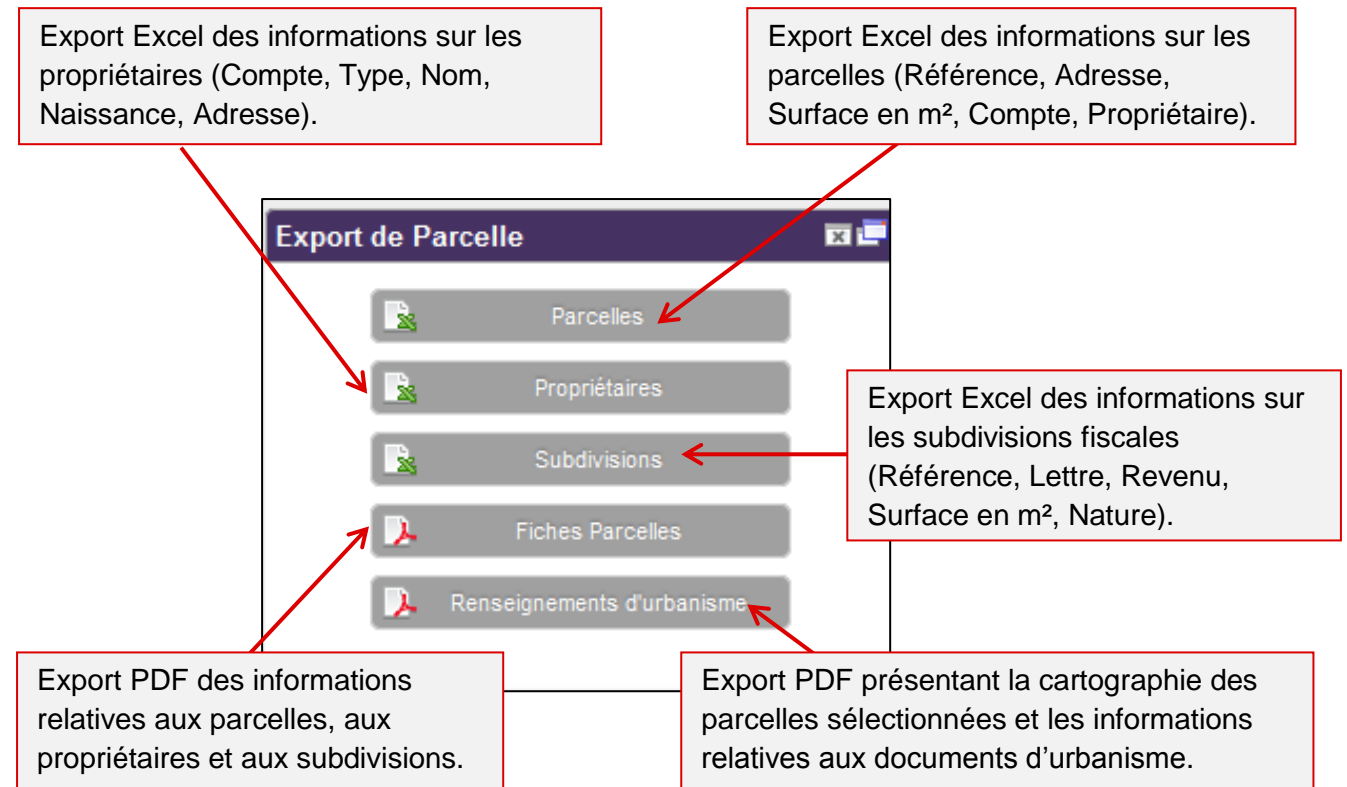 Export Excel des informations sur les
propriétaires (Compte, Type, Nom,
Naissance, Adresse).
Export Excel des informations sur les
parcelles (Référence, Adresse,
Surface en m², Compte, Propriétaire).
Export de Parcelle
Parcelles
Propriétaires
Subdivisions
Fiches Parcelles
Renseignements d'urbanisme
Export Excel des informations sur
les subdivisions fiscales
(Référence, Lettre, Revenu,
Surface en m², Nature).
Export PDF des informations
relatives aux parcelles, aux
propriétaires et aux subdivisions.
Export PDF présentant la cartographie des
parcelles sélectionnées et les informations
relatives aux documents d’urbanisme.